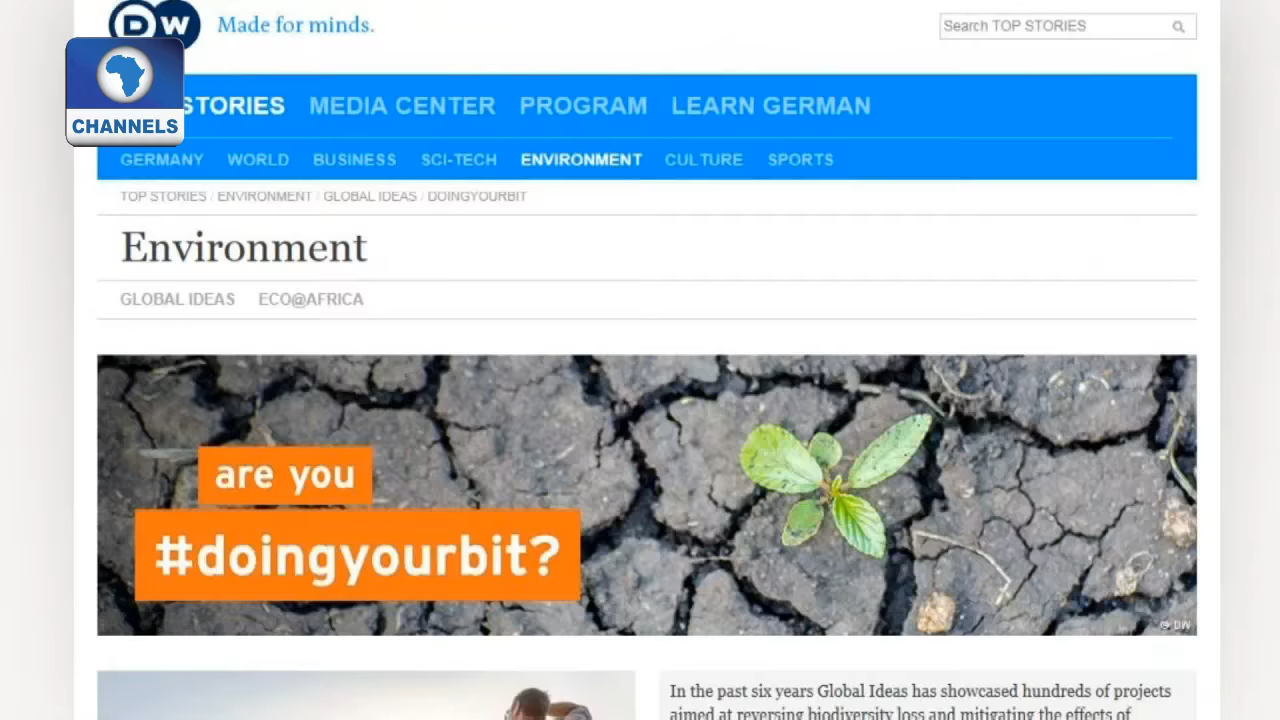 DW Made for minds.
Search TOP STORIES
CHANNELS
STORIES MEDIA CENTER PROGRAM LEARN GERMAN
GERMANY WORLD BUSINESS SCI-TECH ENVIRONMENT CULTURE SPORTS
TOP STORIES / ENVIRONMENT / GLOBAL IDEAS / DOINGYOURBIT
Environment
GLOBAL IDEAS ECO@AFRICA
are you
#doingyourbit?
© DW
In the past six years Global Ideas has showcased hundreds of projects
aimed at reversing biodiversity loss and mitigating the effects of